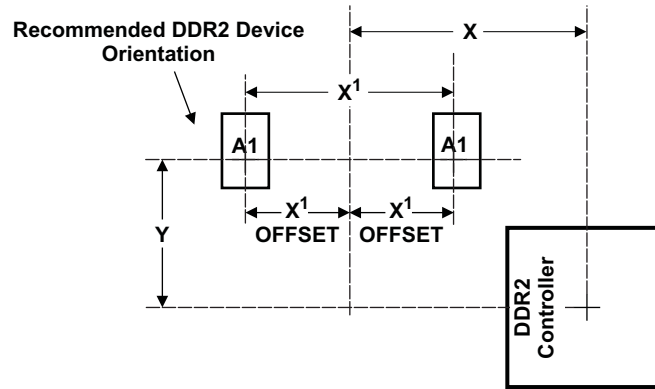 Recommended DDR2 Device
Orientation
X
X1
A1
A1
X1
X1
OFFSET
OFFSET
Y
DDR2
Controller